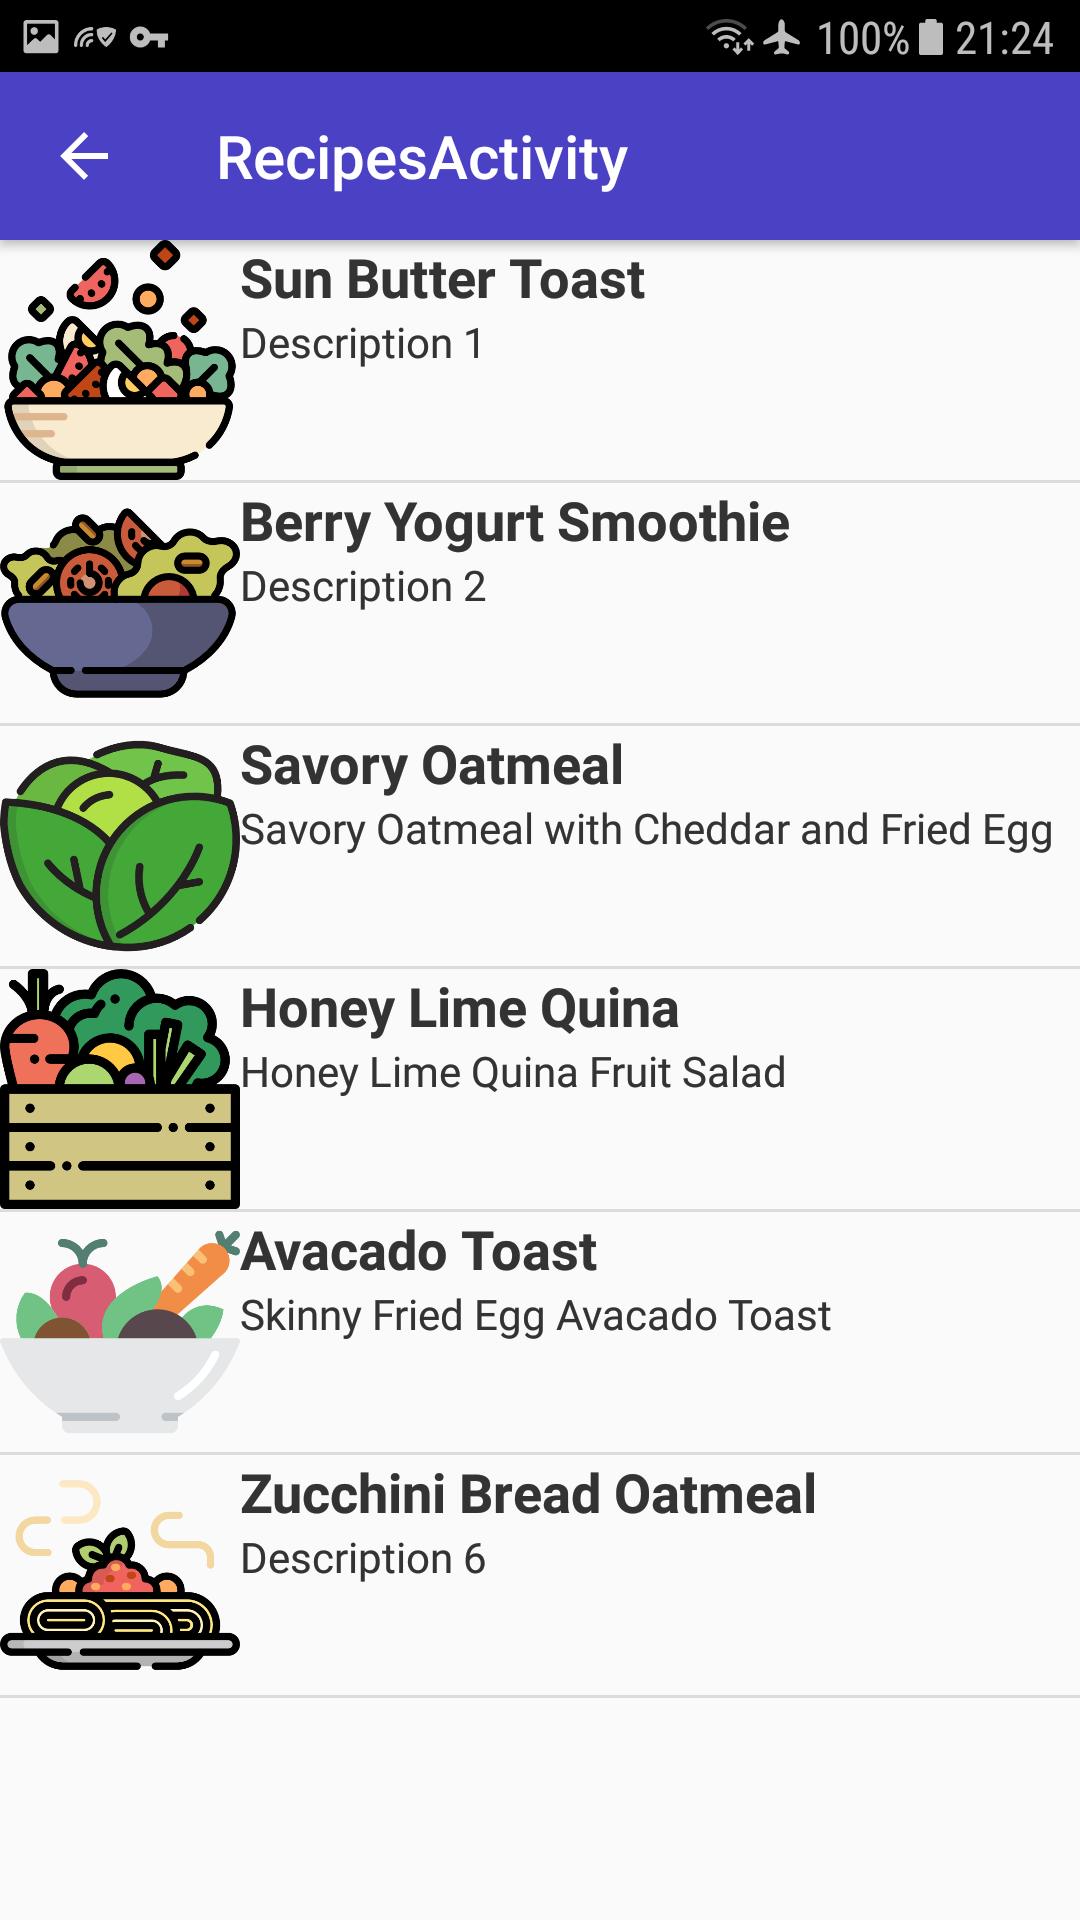 100% 21:24
RecipesActivity
Sun Butter Toast
Description 1
Berry Yogurt Smoothie
Description 2
Savory Oatmeal
Savory Oatmeal with Cheddar and Fried Egg
Honey Lime Quina
Honey Lime Quina Fruit Salad
Avacado Toast
Skinny Fried Egg Avacado Toast
Zucchini Bread Oatmeal
Description 6